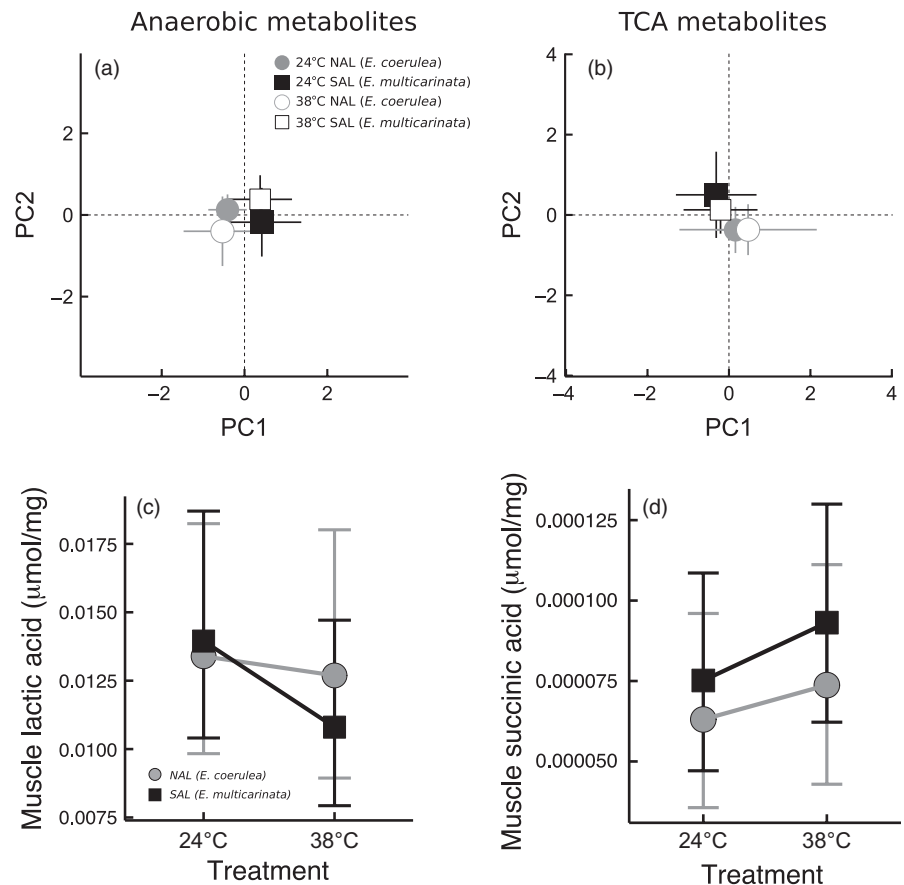 Anaerobic metabolites
TCA metabolites
(a)
24°C NAL (E. coerulea)
24°C SAL (E. multicarinata)
38°C NAL (E. coerulea)
38°C SAL (E. multicarinata)
PC2
2
0
−2
−2 0 2
PC1
(b)
PC2
4
2
0
−2
−4
−4 −2 0 2 4
PC1
(c)
Muscle lactic acid (μmol/mg)
0.0175
0.0150
0.0125
0.0100
0.0075
NAL (E. coerulea)
SAL (E. multicarinata)
24°C 38°C
Treatment
(d)
Muscle succinic acid (μmol/mg)
0.000125
0.000100
0.000075
0.000050
24°C 38°C
Treatment